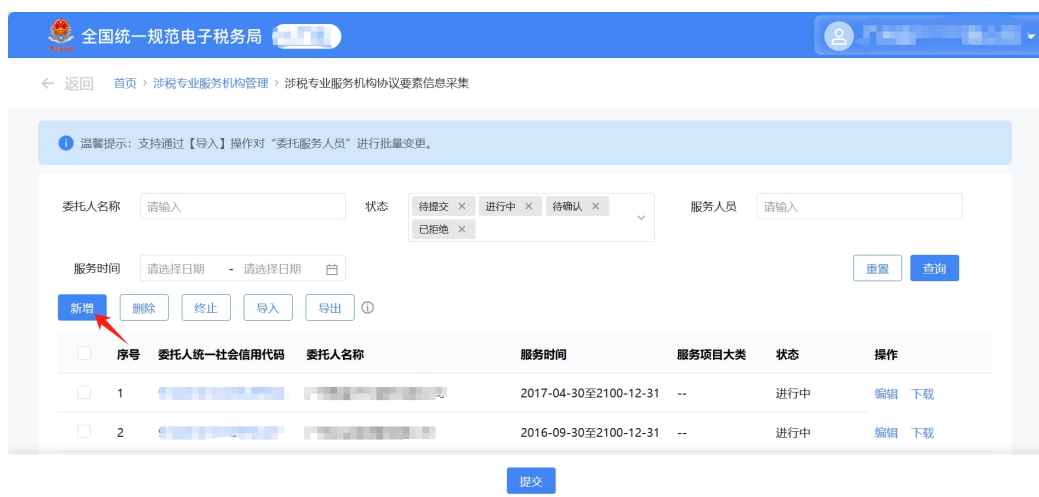 全国统一规范电子税务局
返回 首页 > 涉税专业服务机构管理 > 涉税专业服务机构协议要素信息采集
温馨提示：支持通过【导入】操作对“委托服务人员”进行批量变更。
委托人名称 请输入 状态 待提交 × 进行中 × 待确认 × 服务人员 请输入
已拒绝 ×
服务时间 请选择日期 - 请选择日期 重置 查询
新增 删除 终止 导入 导出
序号 委托人统一社会信用代码 委托人名称 服务时间 服务项目大类 状态 操作
1 2017-04-30至2100-12-31 -- 进行中 编辑 下载
2 2016-09-30至2100-12-31 -- 进行中 编辑 下载
提交